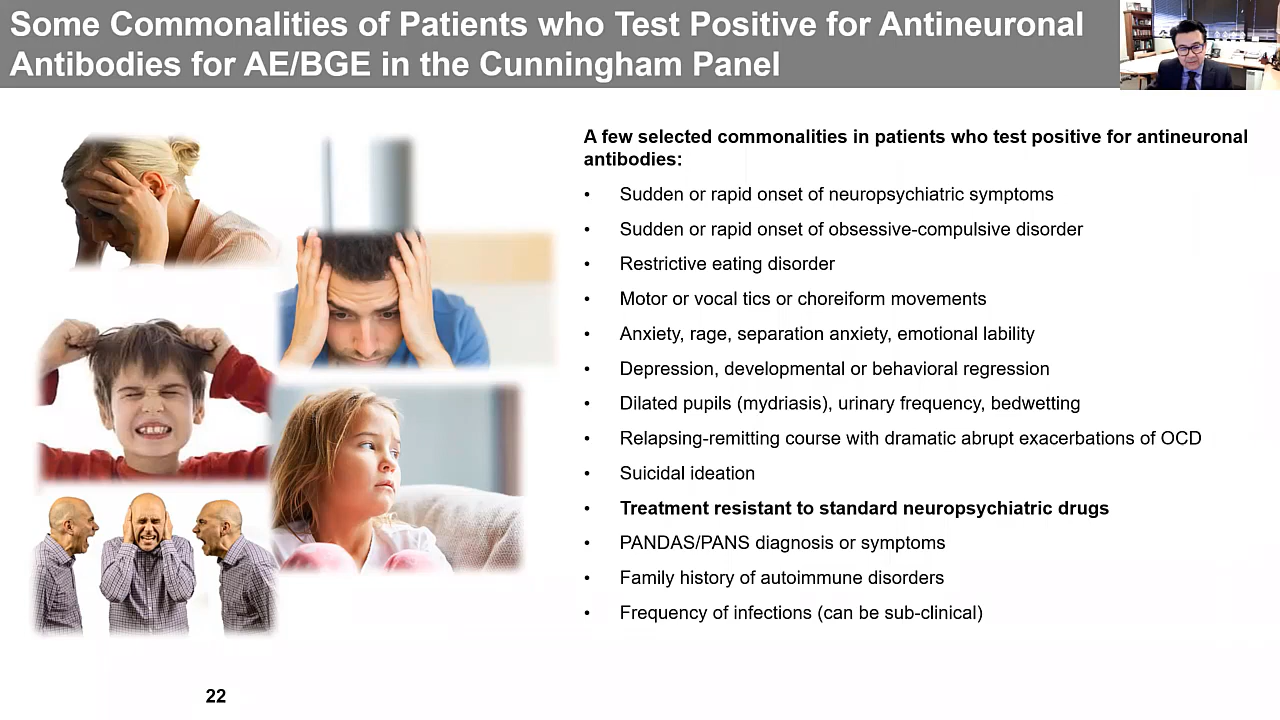 Some Commonalities of Patients who Test Positive for Antineuronal
Antibodies for AE/BGE in the Cunningham Panel
A few selected commonalities in patients who test positive for antineuronal
antibodies:
• Sudden or rapid onset of neuropsychiatric symptoms
• Sudden or rapid onset of obsessive-compulsive disorder
• Restrictive eating disorder
• Motor or vocal tics or choreiform movements
• Anxiety, rage, separation anxiety, emotional lability
• Depression, developmental or behavioral regression
• Dilated pupils (mydriasis), urinary frequency, bedwetting
• Relapsing-remitting course with dramatic abrupt exacerbations of OCD
• Suicidal ideation
• Treatment resistant to standard neuropsychiatric drugs
• PANDAS/PANS diagnosis or symptoms
• Family history of autoimmune disorders
• Frequency of infections (can be sub-clinical)
22